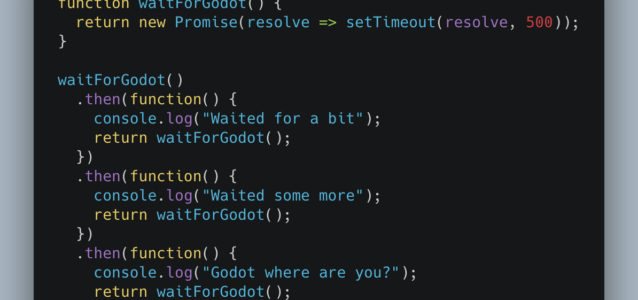 function waitForGodot() {
  return new Promise(resolve => setTimeout(resolve, 500));
}

waitForGodot()
  .then(function() {
    console.log("Waited for a bit");
    return waitForGodot();
  })
  .then(function() {
    console.log("Waited some more");
    return waitForGodot();
  })
  .then(function() {
    console.log("Godot where are you?");
    return waitForGodot();